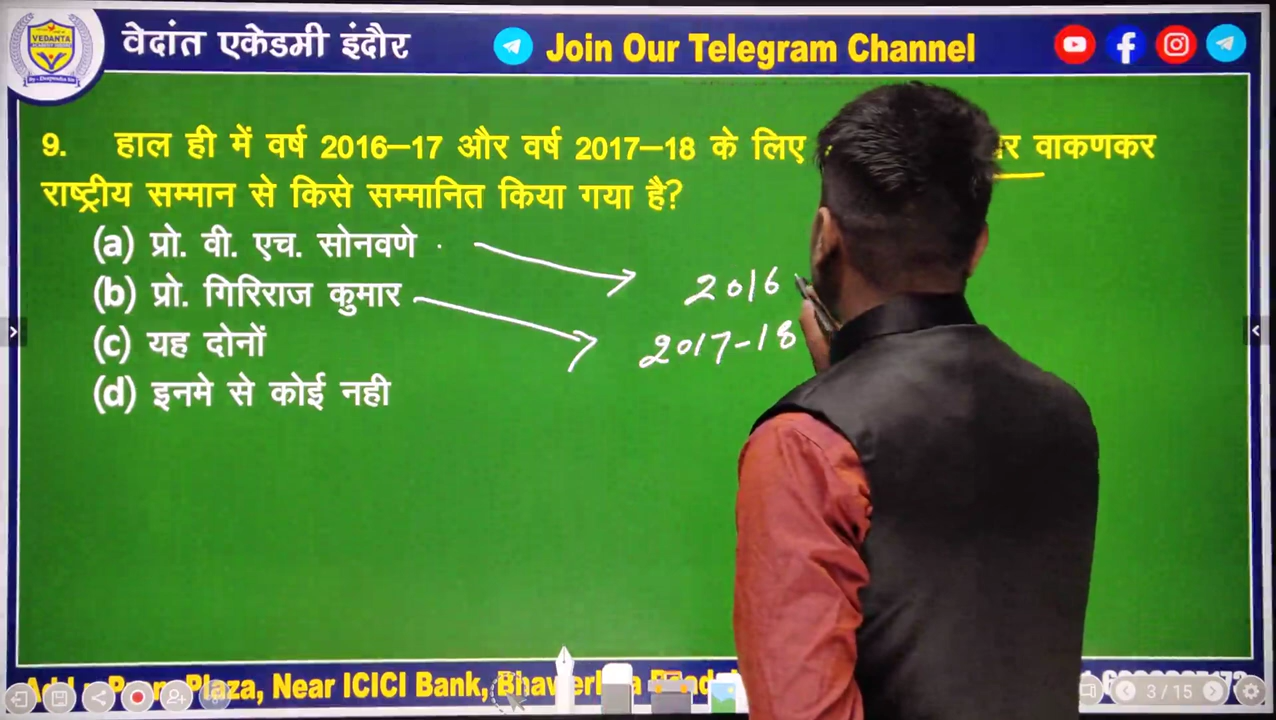 VEDANTA
वेदांत एकेडमी इंदौर
Join Our Telegram Channel
9. हाल ही में वर्ष 2016–17 और वर्ष 2017–18 के लिए वाकणकर
राष्ट्रीय सम्मान से किसे सम्मानित किया गया है?
(a) प्रो. वी. एच. सोनवणे
2016
(b) प्रो. गिरिराज कुमार
2017-18
(c) यह दोनों
(d) इनमे से कोई नही
Plaza, Near ICICI Bank,
3 / 15